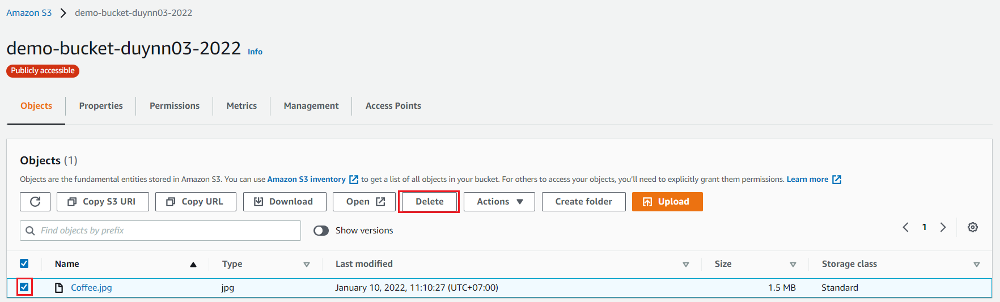 Amazon S3 > demo-bucket-duynn03-2022
demo-bucket-duynn03-2022 Info
Publicly accessible
Objects Properties Permissions Metrics Management Access Points
Objects (1)
Objects are the fundamental entities stored in Amazon S3. You can use Amazon S3 inventory to get a list of all objects in your bucket. For others to access your objects, you'll need to explicitly grant them permissions. Learn more
Copy S3 URI Copy URL Download Open Delete Actions Create folder Upload
Find objects by prefix Show versions 1
Name Type Last modified Size Storage class
Coffee.jpg jpg January 10, 2022, 11:10:27 (UTC+07:00) 1.5 MB Standard